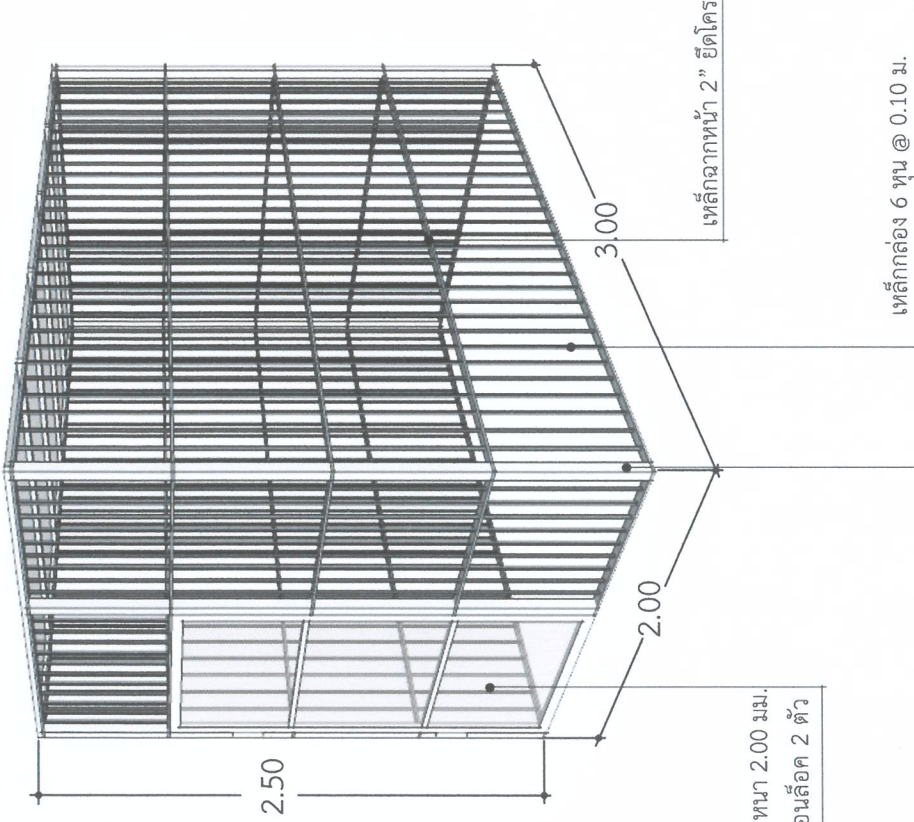 เหล็กฉากหน้า 2" ยึดโคร
3.00
เหล็กกล่อง 6 หุน @ 0.10 ม.
2.00
2.50
หนา 2.00 มม.
อนล็อค 2 ตัว